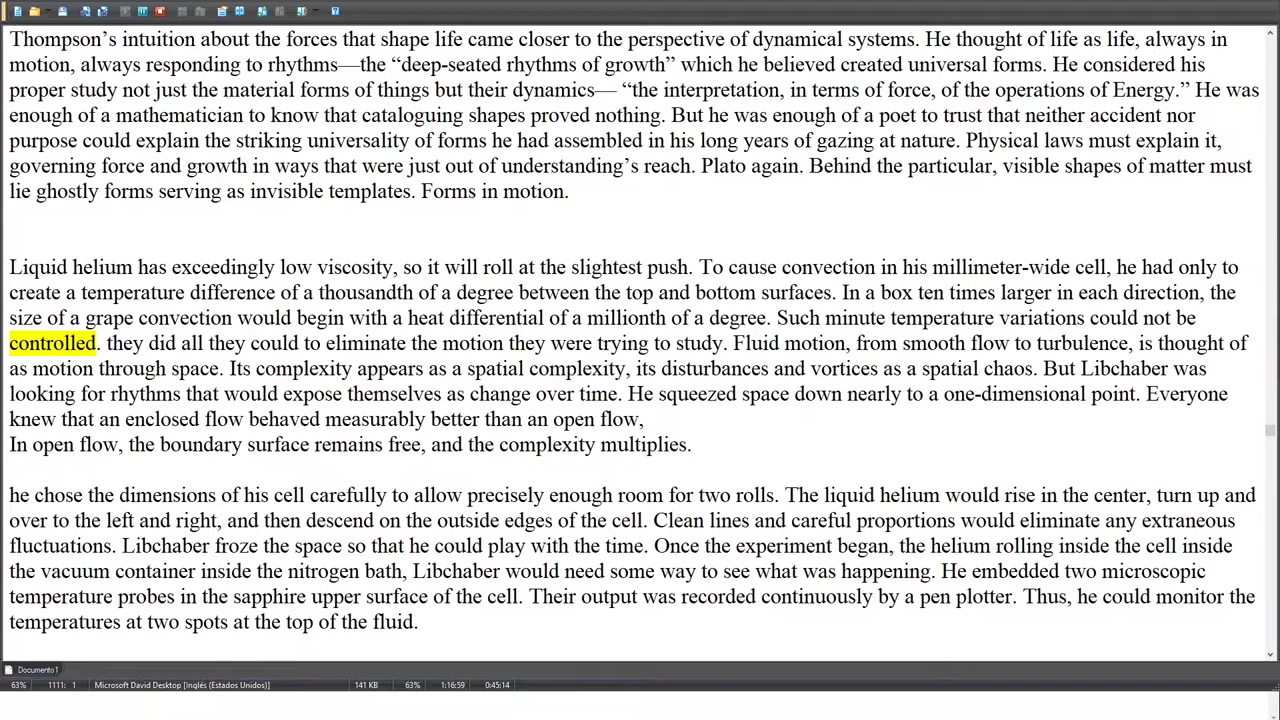 Thompson’s intuition about the forces that shape life came closer to the perspective of dynamical systems. He thought of life as life, always in
motion, always responding to rhythms—the “deep-seated rhythms of growth” which he believed created universal forms. He considered his
proper study not just the material forms of things but their dynamics— “the interpretation, in terms of force, of the operations of Energy.” He was
enough of a mathematician to know that cataloguing shapes proved nothing. But he was enough of a poet to trust that neither accident nor
purpose could explain the striking universality of forms he had assembled in his long years of gazing at nature. Physical laws must explain it,
governing force and growth in ways that were just out of understanding’s reach. Plato again. Behind the particular, visible shapes of matter must
lie ghostly forms serving as invisible templates. Forms in motion.
Liquid helium has exceedingly low viscosity, so it will roll at the slightest push. To cause convection in his millimeter-wide cell, he had only to
create a temperature difference of a thousandth of a degree between the top and bottom surfaces. In a box ten times larger in each direction, the
size of a grape convection would begin with a heat differential of a millionth of a degree. Such minute temperature variations could not be
controlled. they did all they could to eliminate the motion they were trying to study. Fluid motion, from smooth flow to turbulence, is thought of
as motion through space. Its complexity appears as a spatial complexity, its disturbances and vortices as a spatial chaos. But Libchaber was
looking for rhythms that would expose themselves as change over time. He squeezed space down nearly to a one-dimensional point. Everyone
knew that an enclosed flow behaved measurably better than an open flow,
In open flow, the boundary surface remains free, and the complexity multiplies.
he chose the dimensions of his cell carefully to allow precisely enough room for two rolls. The liquid helium would rise in the center, turn up and
over to the left and right, and then descend on the outside edges of the cell. Clean lines and careful proportions would eliminate any extraneous
fluctuations. Libchaber froze the space so that he could play with the time. Once the experiment began, the helium rolling inside the cell inside
the vacuum container inside the nitrogen bath, Libchaber would need some way to see what was happening. He embedded two microscopic
temperature probes in the sapphire upper surface of the cell. Their output was recorded continuously by a pen plotter. Thus, he could monitor the
temperatures at two spots at the top of the fluid.
Documento1
63% 1111: 1 Microsoft David Desktop [Inglés (Estados Unidos)] 141 KB 63% 1:16:59 0:45:14